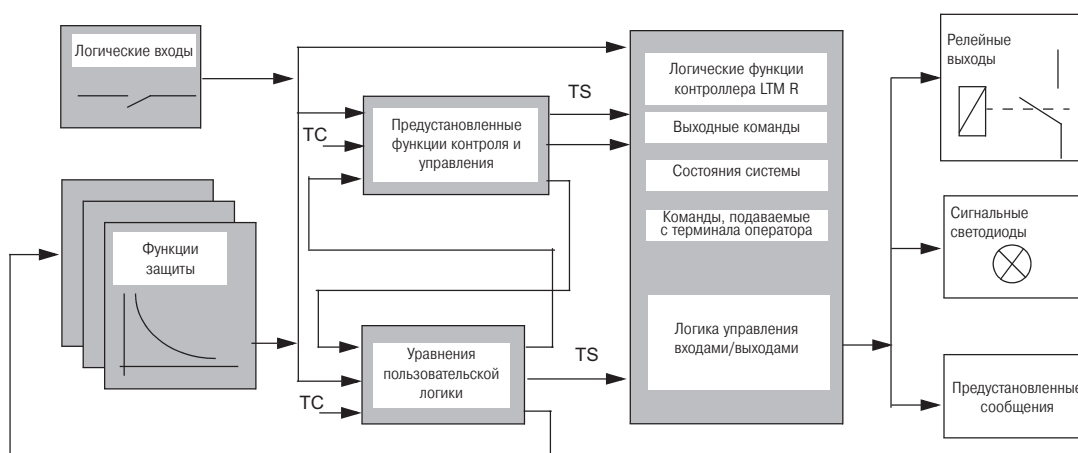 Логические входы
Функции
защиты
TC
Предустановленные
функции контроля и
управления
TS
Уравнения
пользовательской
логики
TC
TS
Логические функции
контроллера LTM R
Выходные команды
Состояния системы
Команды, подаваемые
с терминала оператора
Логика управления
входами/выходами
Релейные
выходы
Сигнальные
светодиоды
Предустановленные
сообщения